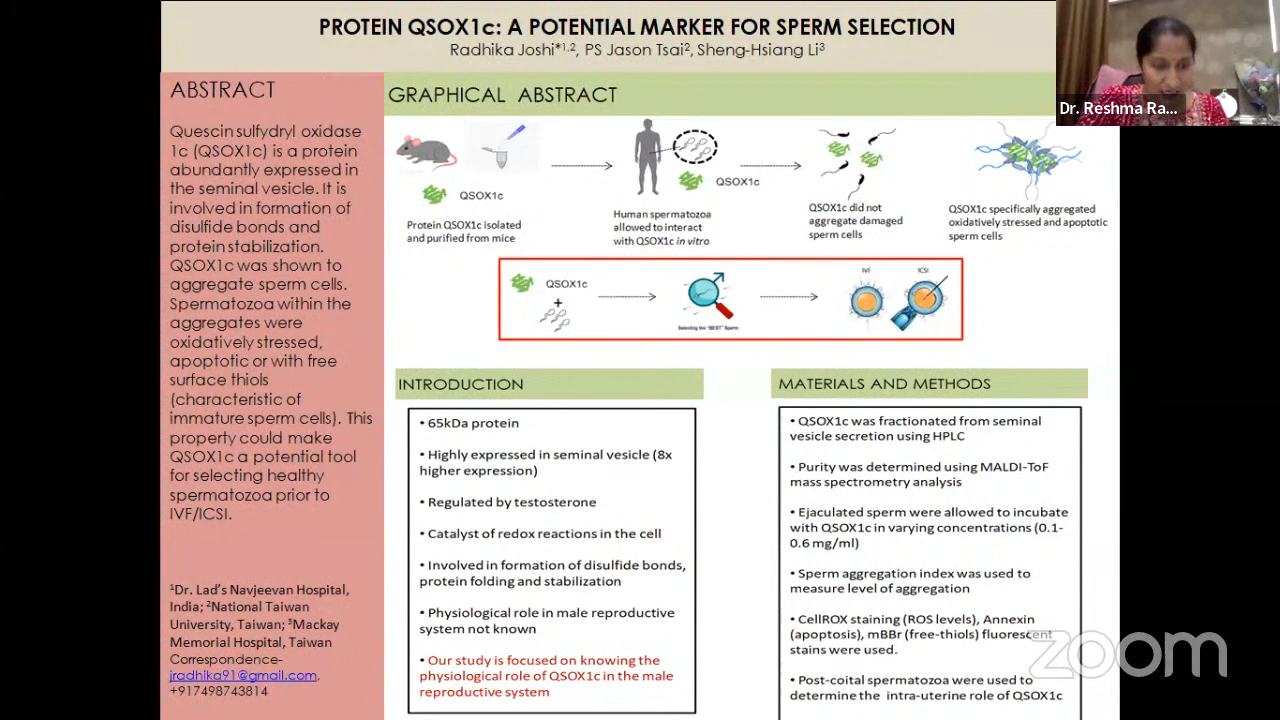 PROTEIN QSOX1c: A POTENTIAL MARKER FOR SPERM SELECTION
Radhika Joshi*1,2, PS Jason Tsai2, Sheng-Hsiang Li3
Dr. Reshma Ra...
ABSTRACT
Quescin sulfydryl oxidase
1c (QSOX1c) is a protein
abundantly expressed in
the seminal vesicle. It is
involved in formation of
disulfide bonds and
protein stabilization.
QSOX1c was shown to
aggregate sperm cells.
Spermatozoa within the
aggregates were
oxidatively stressed,
apoptotic or with free
surface thiols
(characteristic of
immature sperm cells). This
property could make
QSOX1c a potential tool
for selecting healthy
spermatozoa prior to
IVF/ICSI.
1Dr. Lad's Navjeevan Hospital,
India; 2National Taiwan
University, Taiwan; 3Mackay
Memorial Hospital, Taiwan
Correspondence-
jradhika91@gmail.com,
+917498743814
GRAPHICAL ABSTRACT
QSOX1c
Protein QSOX1c isolated
and purified from mice
QSOX1c
Human spermatozoa
allowed to interact
with QSOX1c in vitro
QSOX1c did not
aggregate damaged
sperm cells
QSOX1c specifically aggregated
oxidatively stressed and apoptotic
sperm cells
QSOX1c
+
Selecting the "BEST" Sperm
IVF
ICSI
INTRODUCTION
• 65kDa protein
• Highly expressed in seminal vesicle (8x
higher expression)
• Regulated by testosterone
• Catalyst of redox reactions in the cell
• Involved in formation of disulfide bonds,
protein folding and stabilization
• Physiological role in male reproductive
system not known
• Our study is focused on knowing the
physiological role of QSOX1c in the male
reproductive system
MATERIALS AND METHODS
• QSOX1c was fractionated from seminal
vesicle secretion using HPLC
• Purity was determined using MALDI-ToF
mass spectrometry analysis
• Ejaculated sperm were allowed to incubate
with QSOX1c in varying concentrations (0.1-
0.6 mg/ml)
• Sperm aggregation index was used to
measure level of aggregation
• CellROX staining (ROS levels), Annexin
(apoptosis), mBBr (free-thiols) fluorescent
stains were used.
• Post-coital spermatozoa were used to
determine the intra-uterine role of QSOX1c
zoom